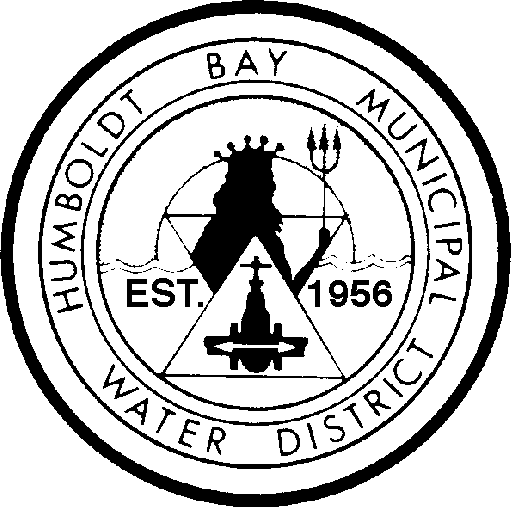 HUMBOLDT BAY MUNICIPAL
WATER DISTRICT
EST. 1956